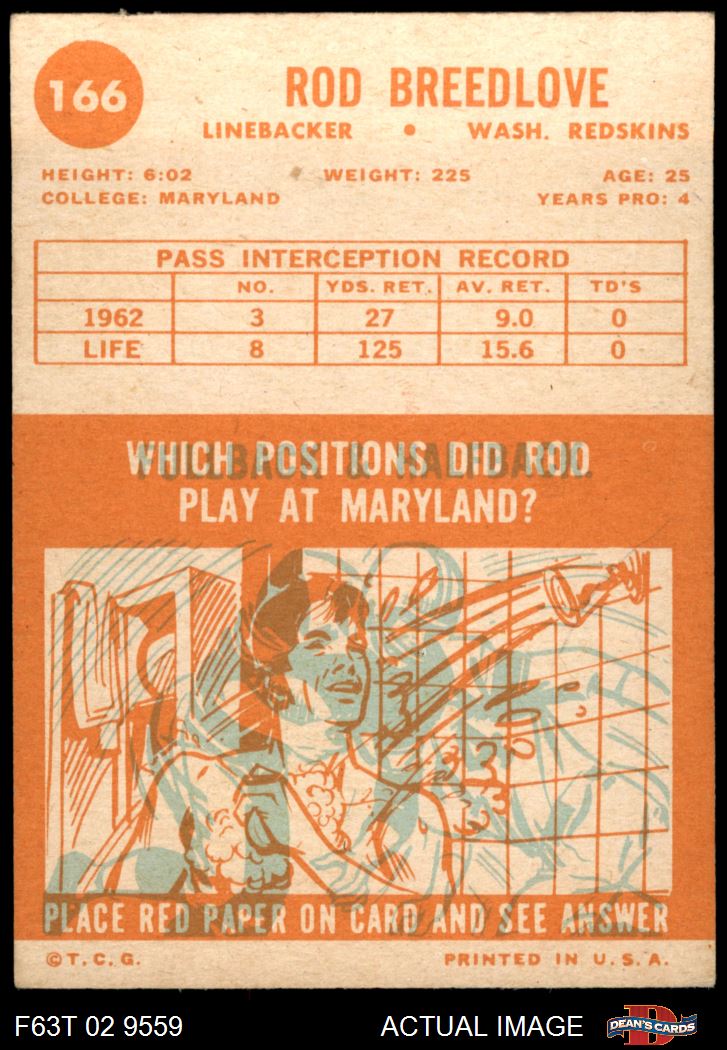 166
ROD BREEDLOVE
LINEBACKER • WASH. REDSKINS
HEIGHT: 6:02 WEIGHT: 225 AGE: 25
COLLEGE: MARYLAND YEARS PRO: 4
PASS INTERCEPTION RECORD
NO. YDS. RET. AV. RET. TD'S
1962 3 27 9.0 0
LIFE 8 125 15.6 0
WHICH POSITIONS DID ROD
FULLBACK & HALFBACK.
PLAY AT MARYLAND?
PLACE RED PAPER ON CARD AND SEE ANSWER
©T.C.G. PRINTED IN U.S.A.
F63T 02 9559 ACTUAL IMAGE DEAN'S CARDS